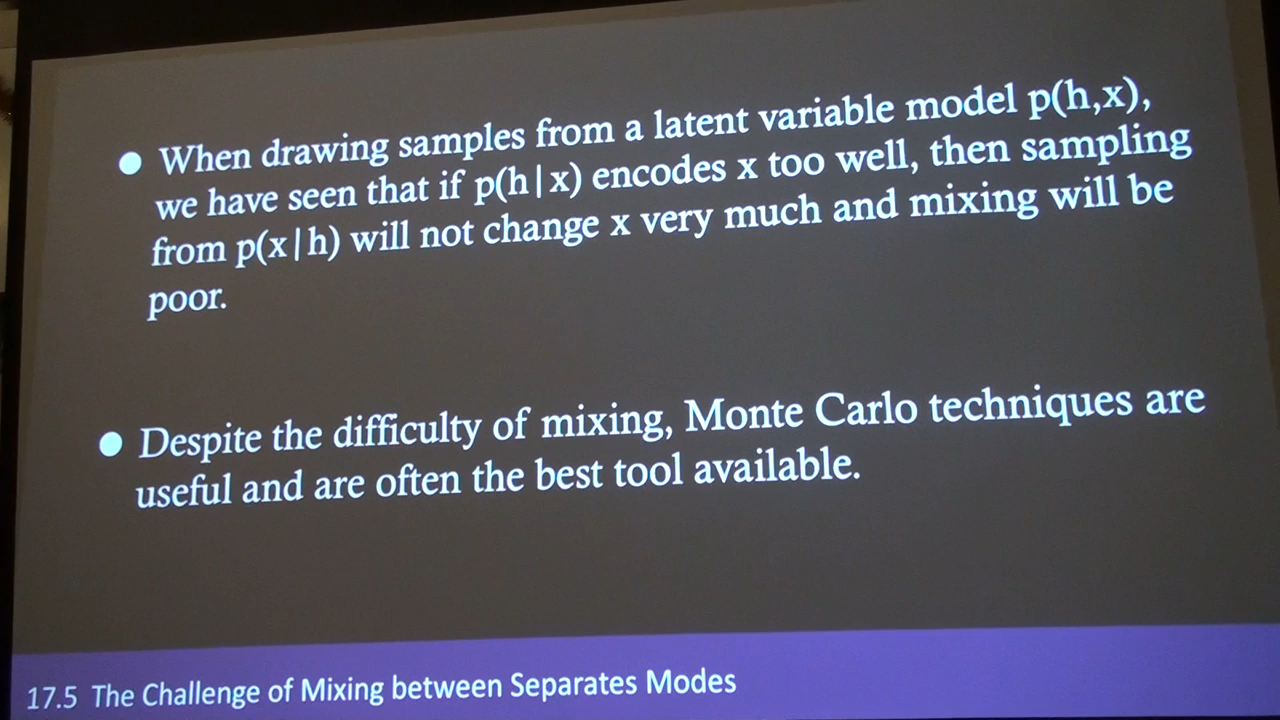 ● When drawing samples from a latent variable model p(h,x),
we have seen that if p(h|x) encodes x too well, then sampling
from p(x|h) will not change x very much and mixing will be
poor.
● Despite the difficulty of mixing, Monte Carlo techniques are
useful and are often the best tool available.
17.5 The Challenge of Mixing between Separates Modes